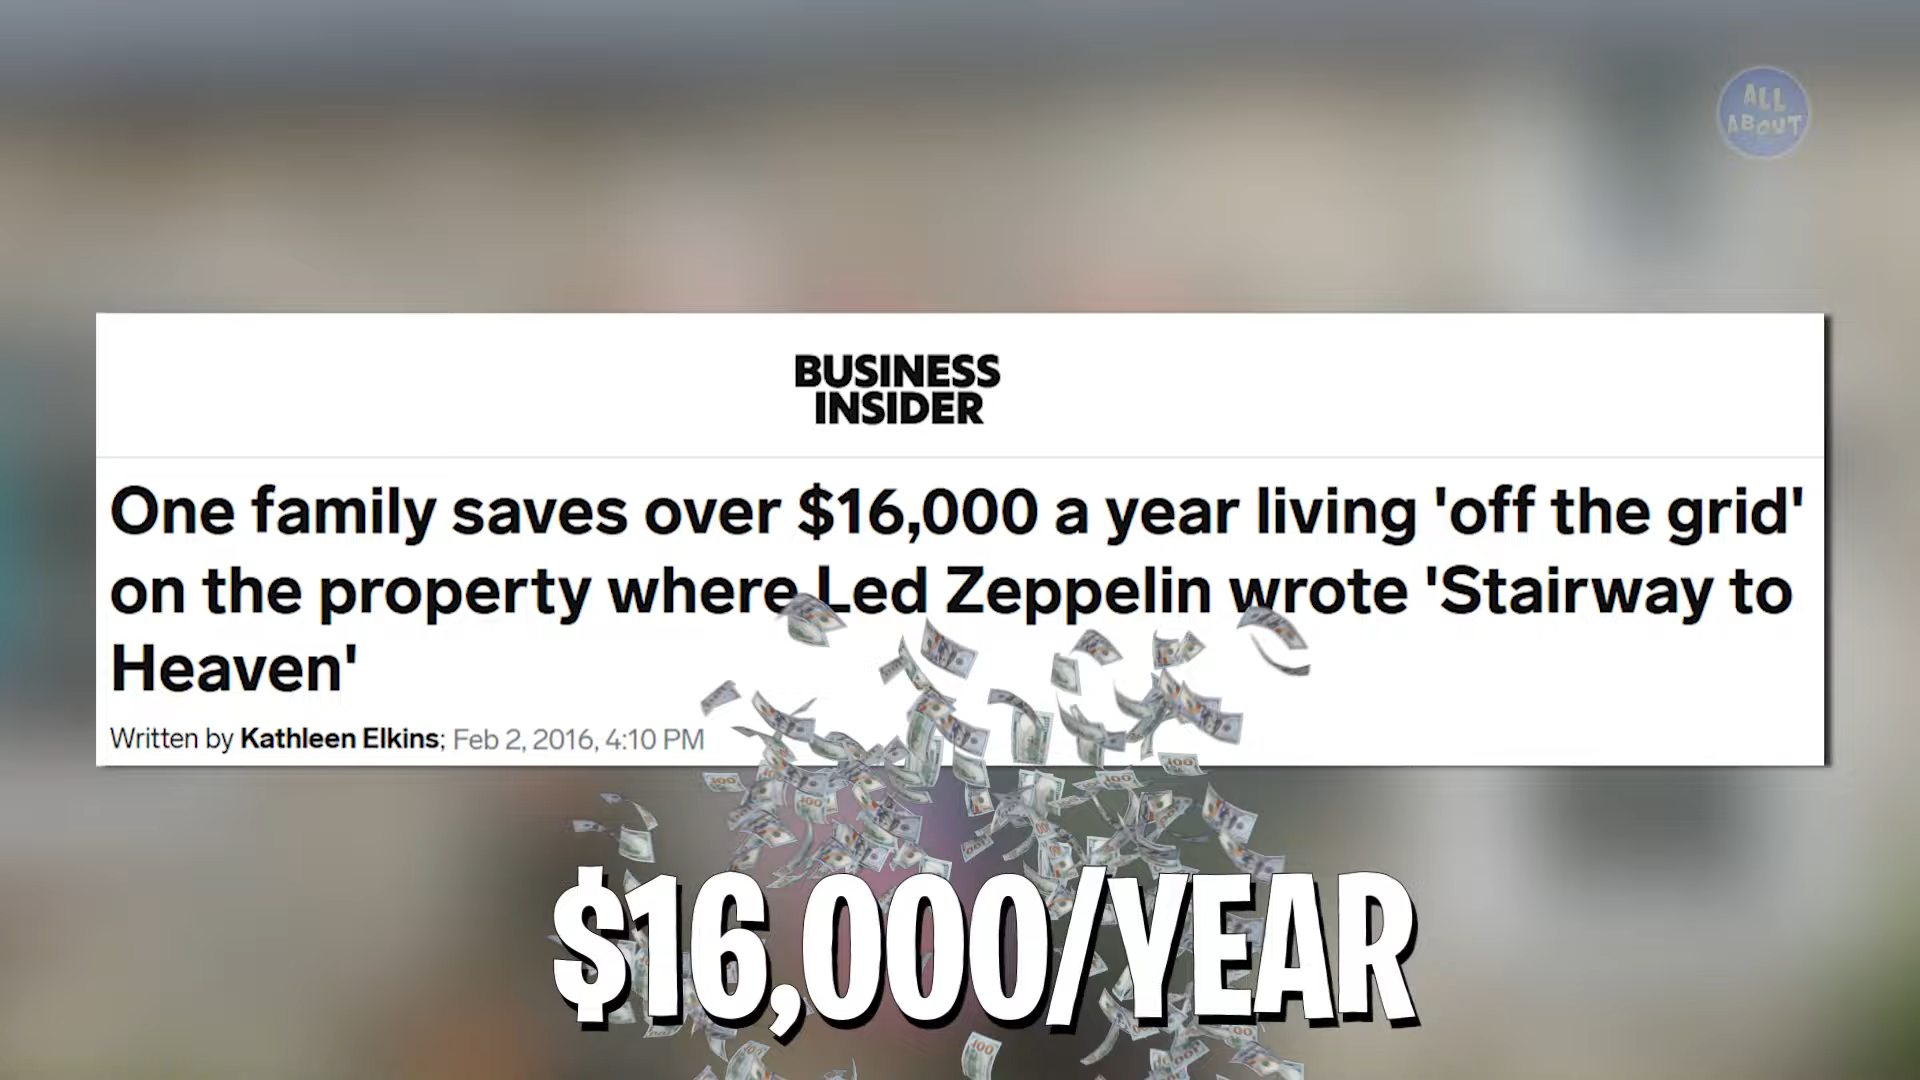 ALL
ABOUT
BUSINESS
INSIDER
One family saves over $16,000 a year living 'off the grid'
on the property where Led Zeppelin wrote 'Stairway to
Heaven'
Written by Kathleen Elkins; Feb 2, 2016, 4:10 PM
$16,000/YEAR